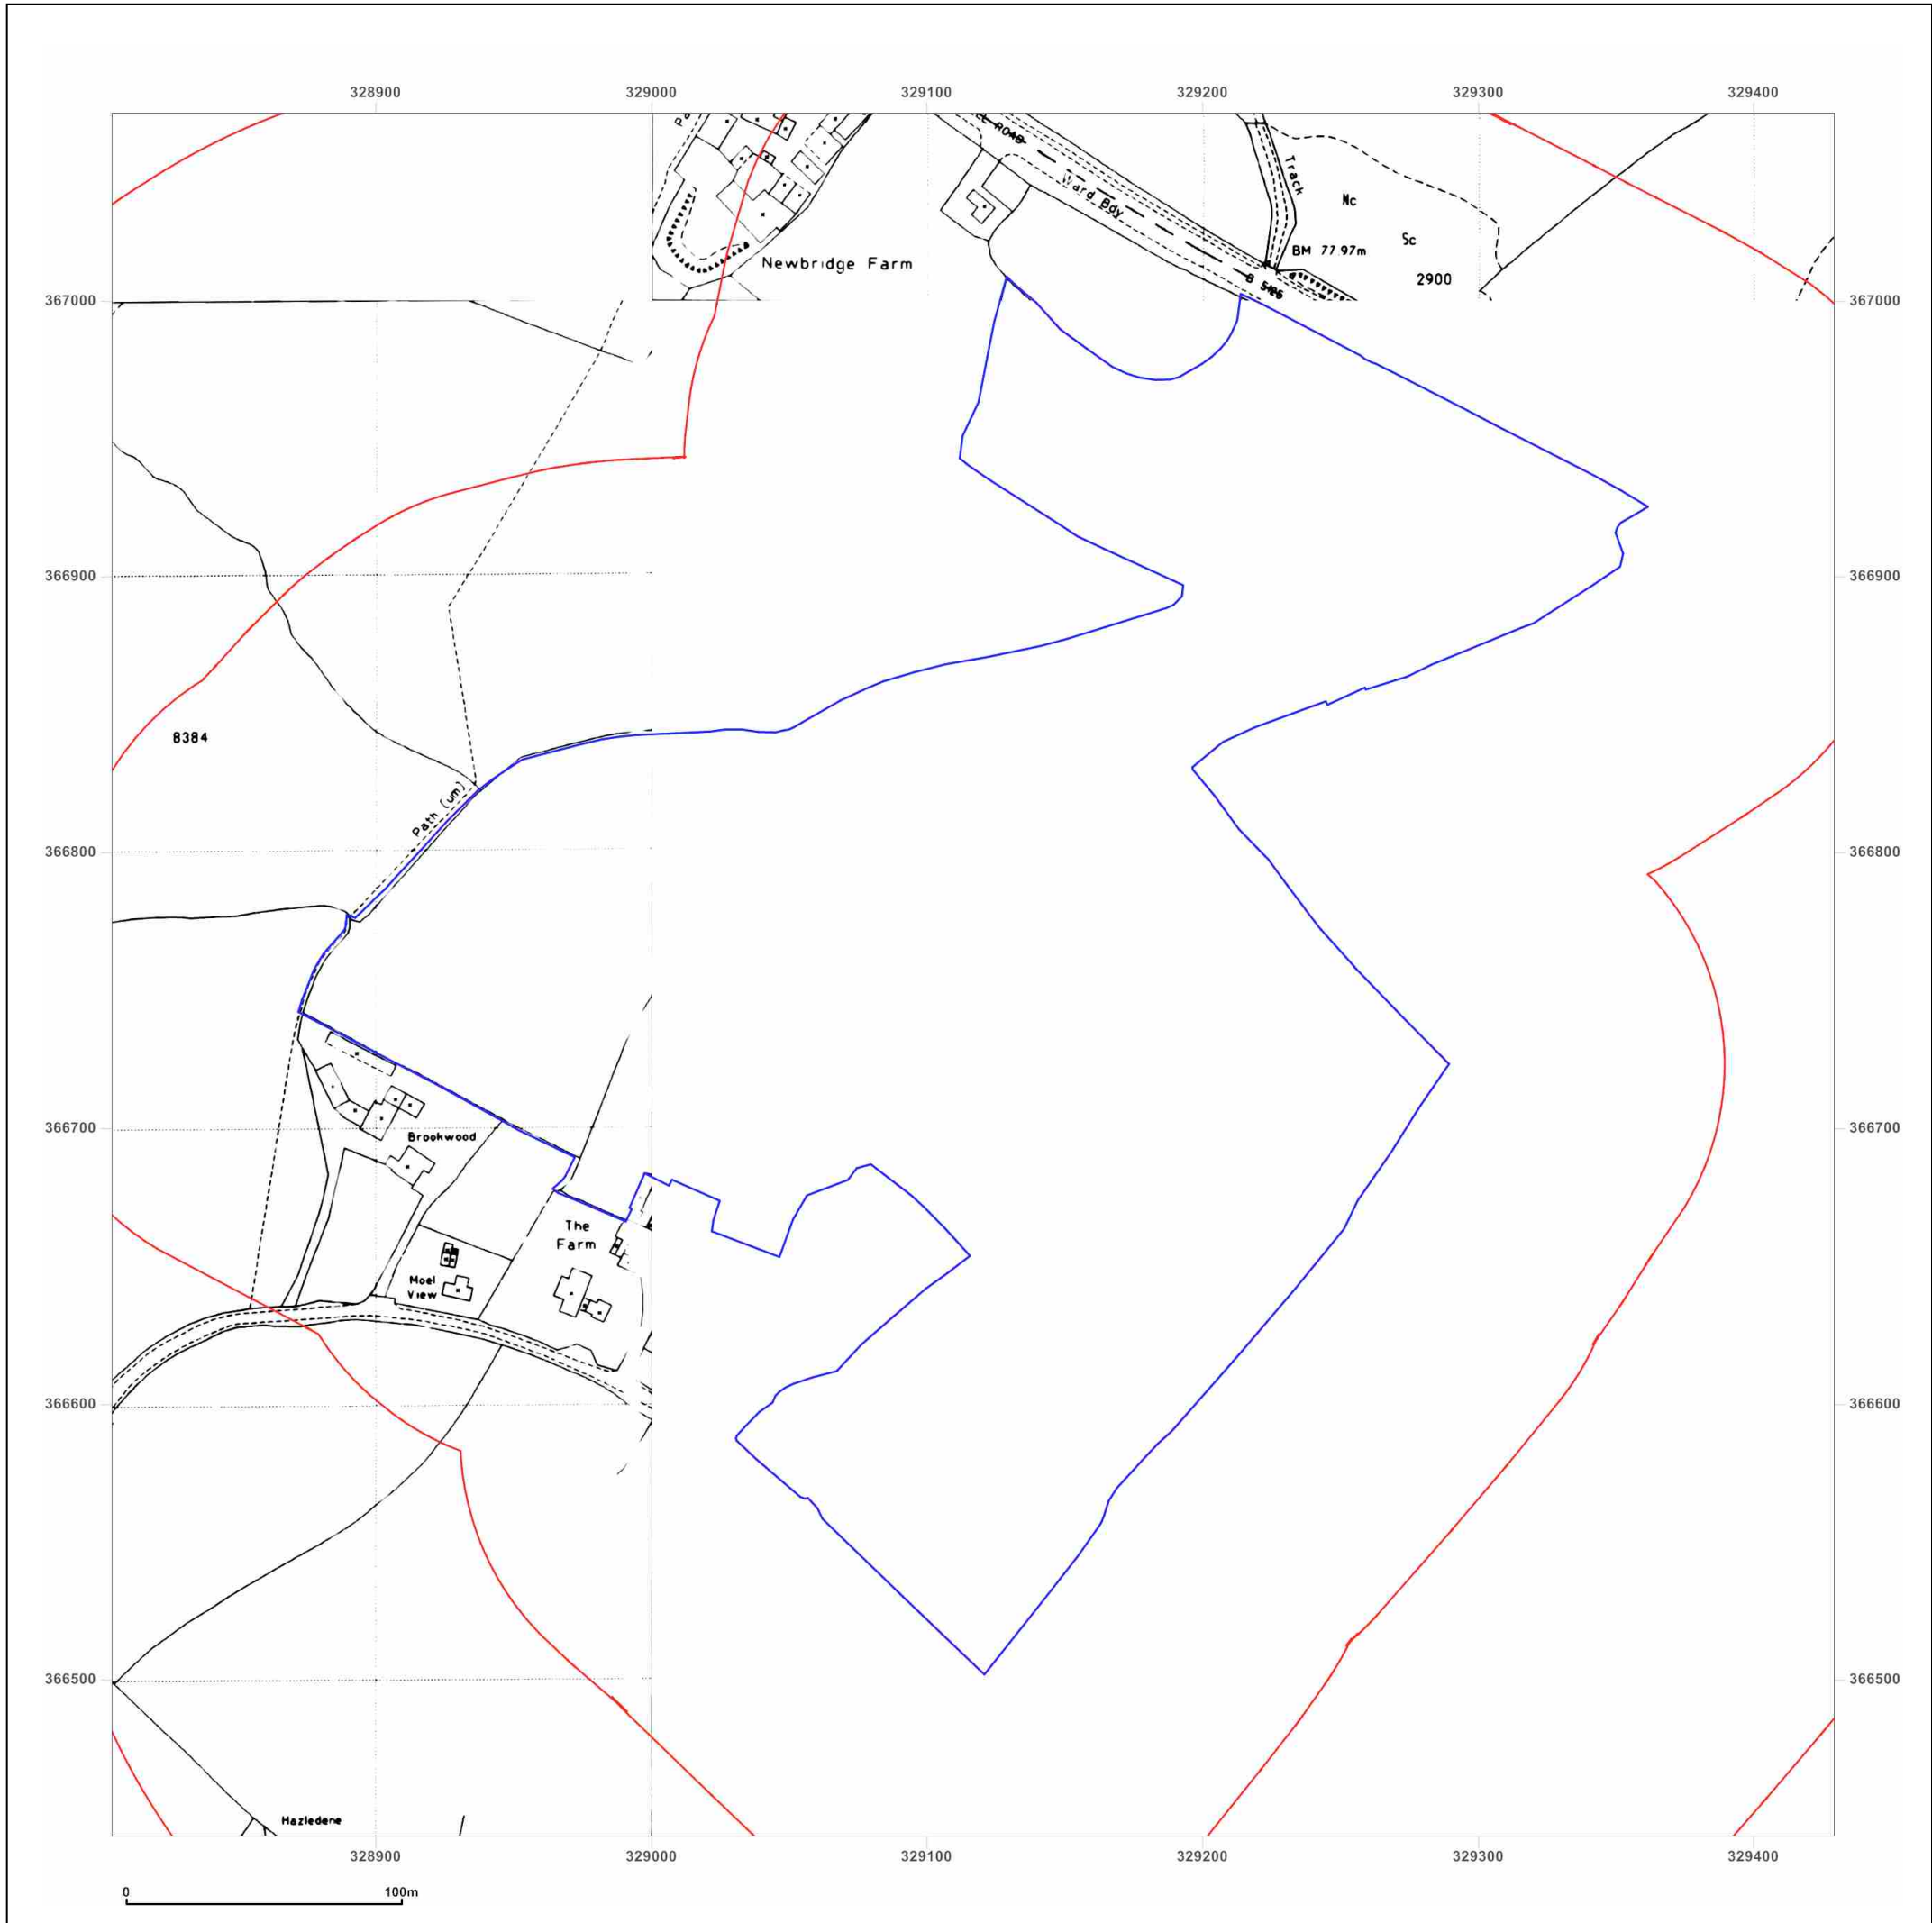 328900 329000 329100 329200 329300 329400
ROAD
Track
Ward Bdy
Nc
Sc
BM 77.97m
Newbridge Farm
2900
B 5125
367000 367000
366900 366900
8384
Path (um)
366800 366800
366700 366700
Brookwood
The
Farm
Moel
View
366600 366600
366500 366500
Hazledene
328900 329000 329100 329200 329300 329400
0 100m